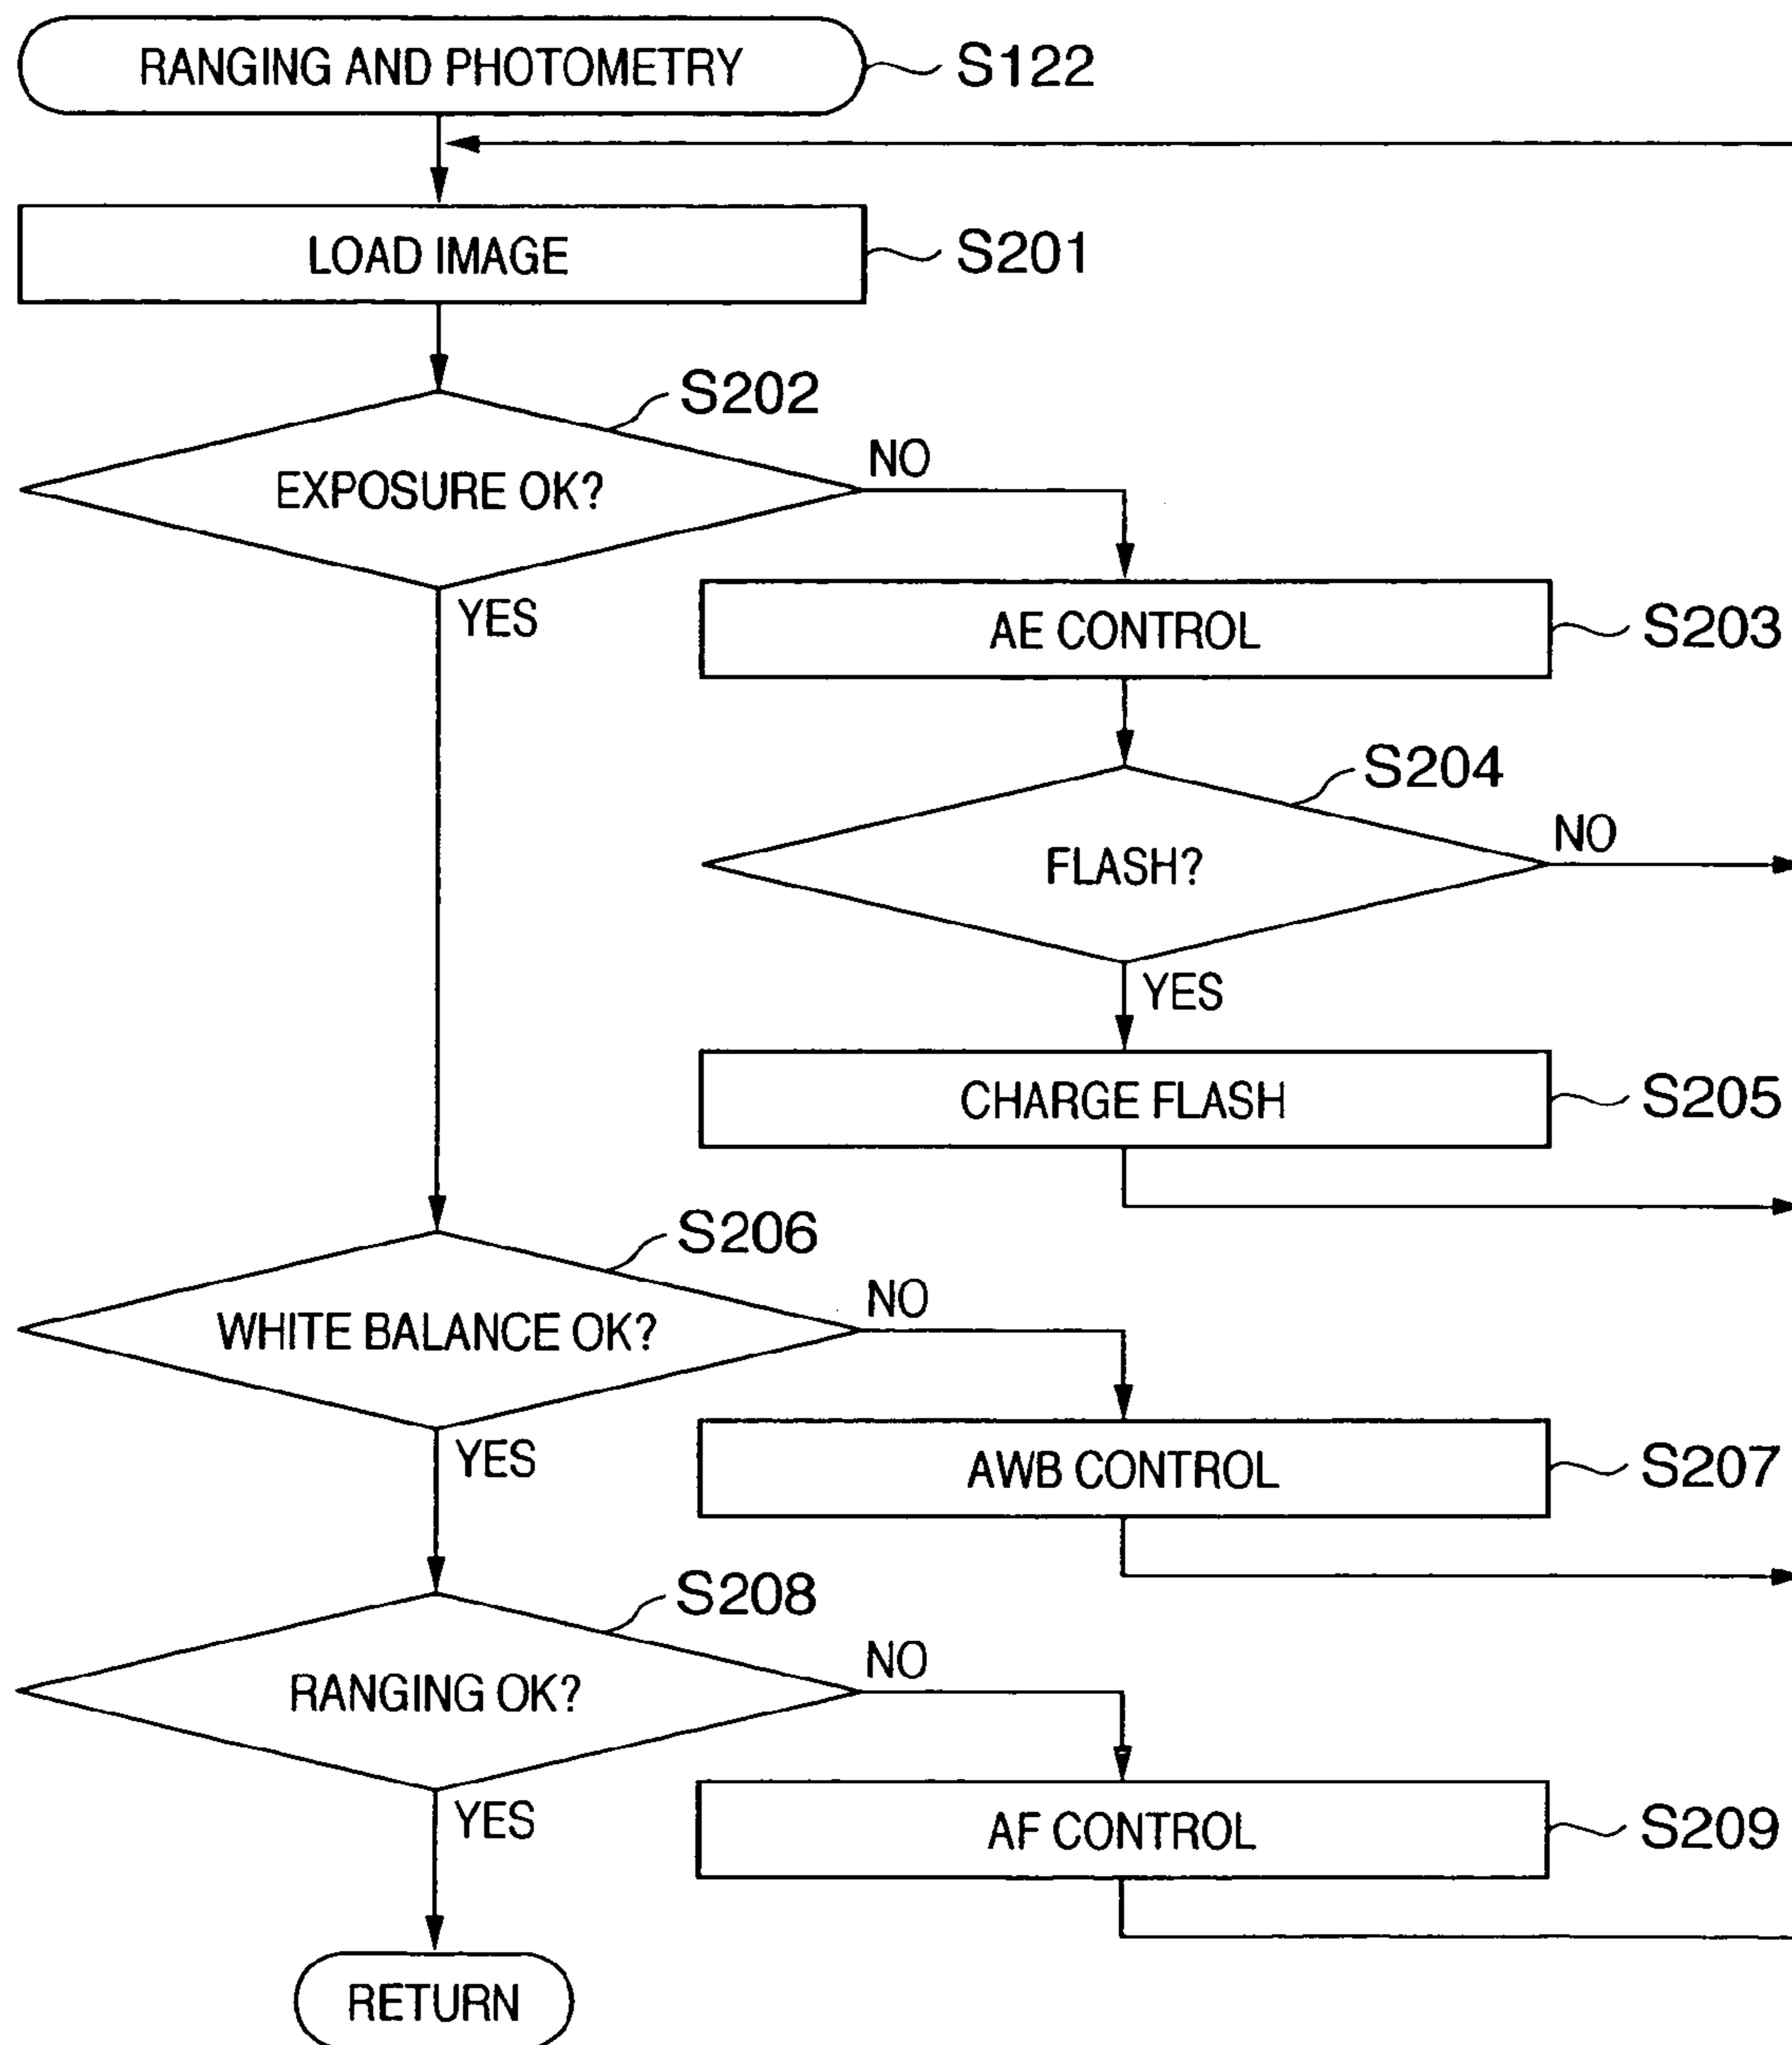 RANGING AND PHOTOMETRY
S122
LOAD IMAGE
S201
S202
EXPOSURE OK?
NO
YES
AE CONTROL
S203
S204
FLASH?
NO
YES
CHARGE FLASH
S205
S206
WHITE BALANCE OK?
NO
YES
AWB CONTROL
S207
S208
RANGING OK?
NO
YES
AF CONTROL
S209
RETURN